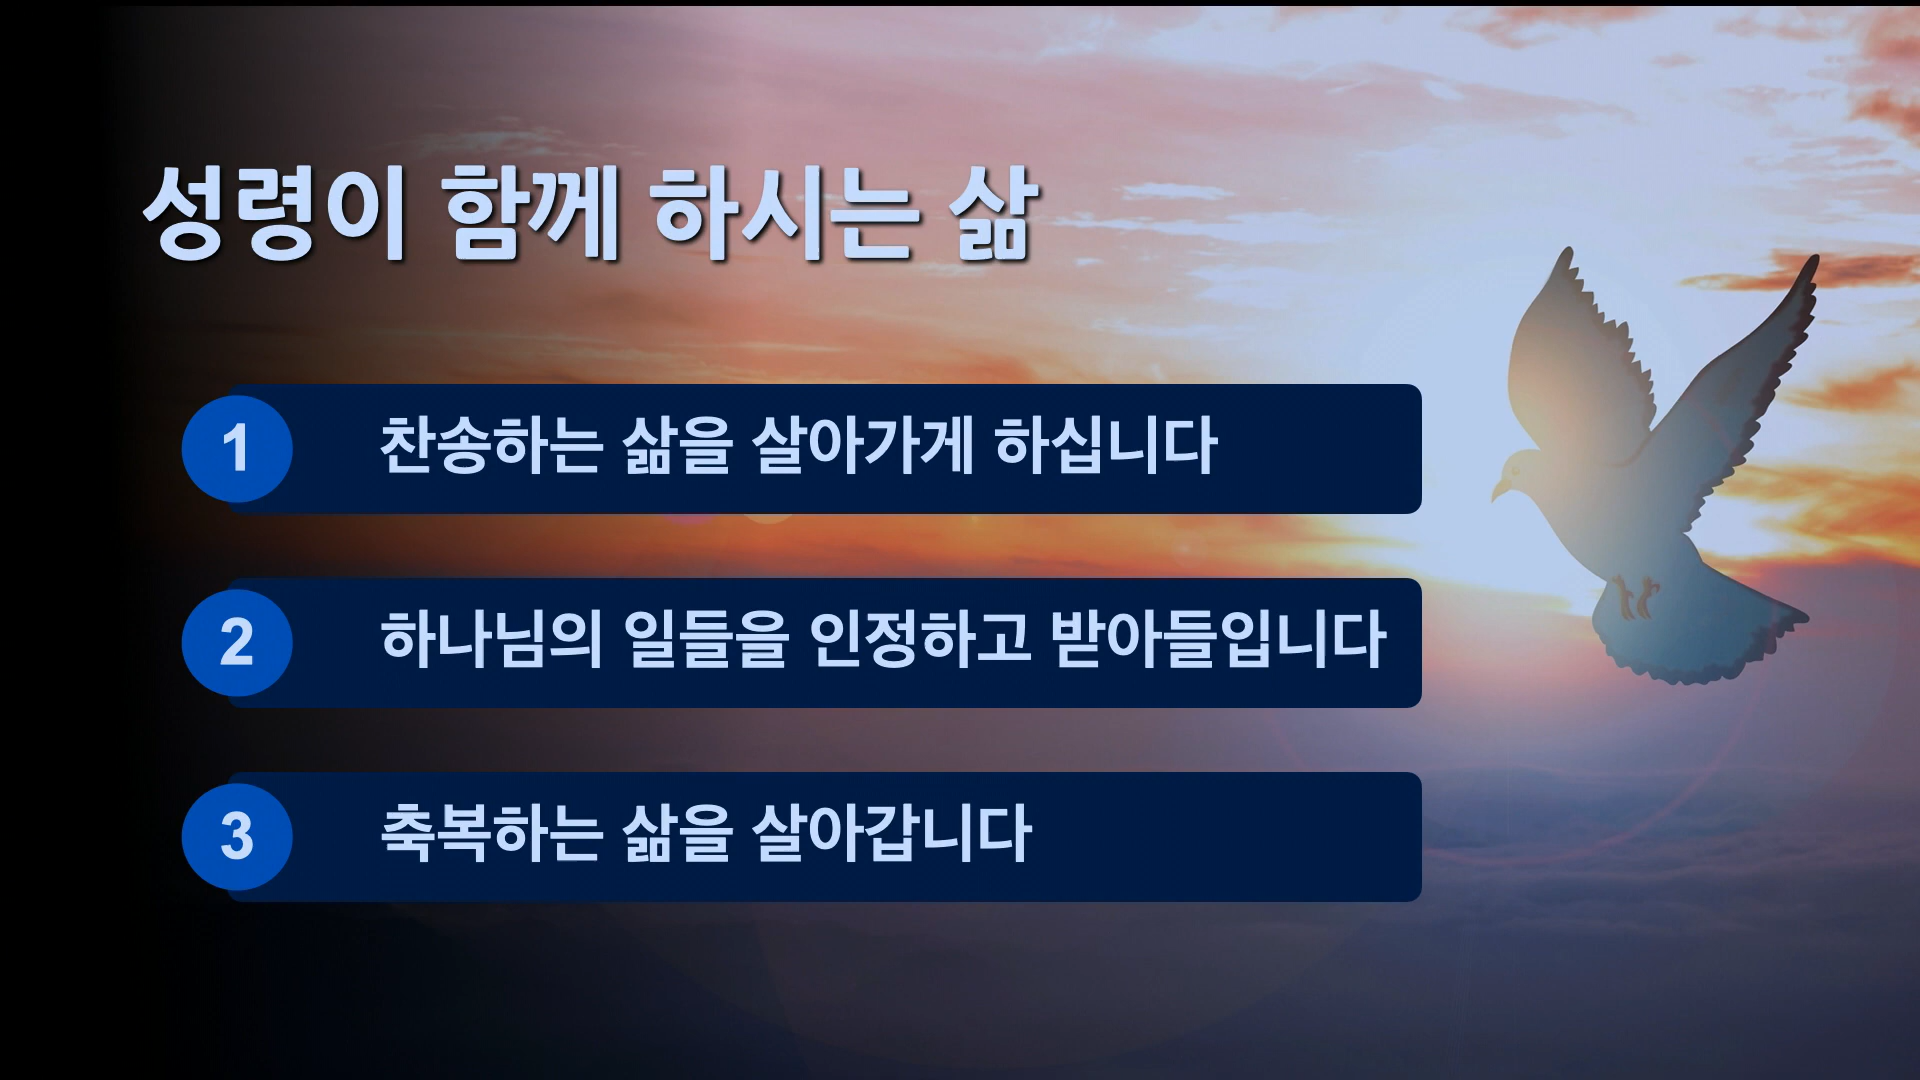 성령이 함께 하시는 삶
1 찬송하는 삶을 살아가게 하십니다
2 하나님의 일들을 인정하고 받아들입니다
3 축복하는 삶을 살아갑니다